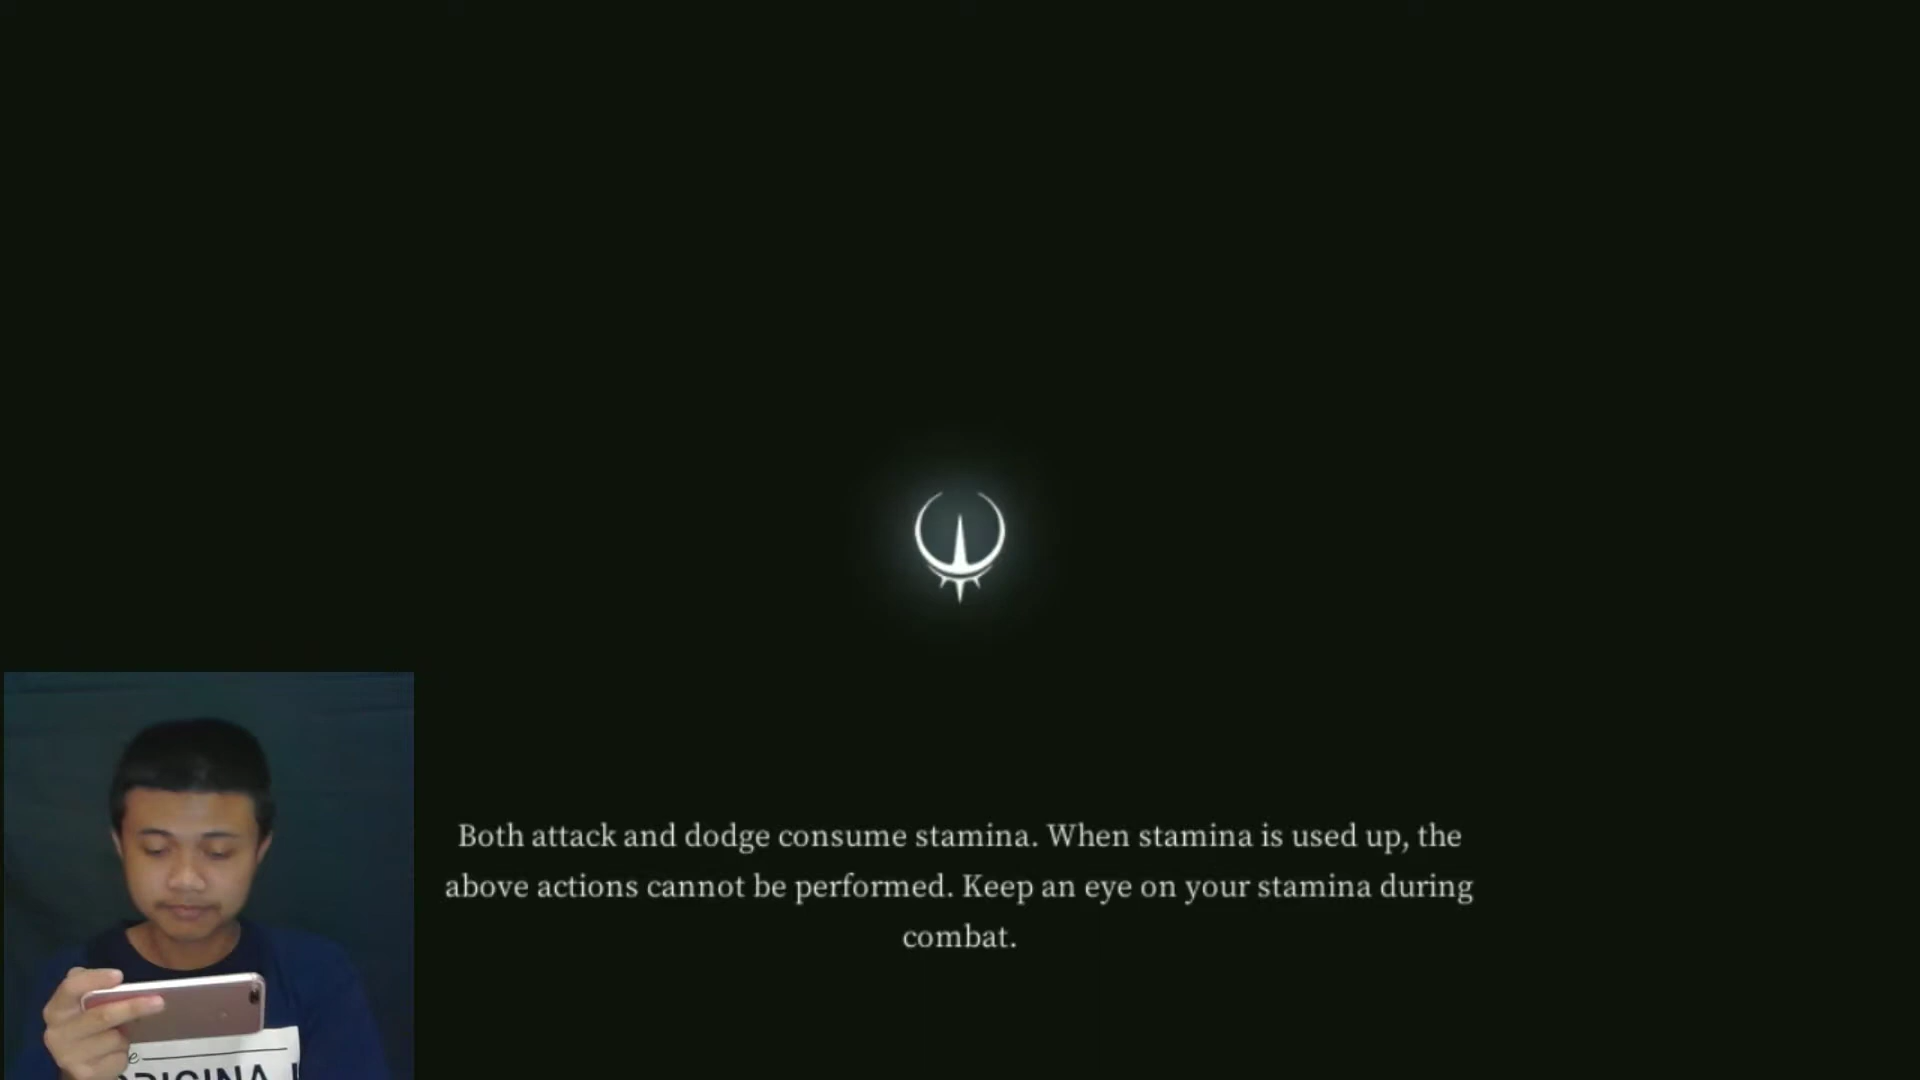 Both attack and dodge consume stamina. When stamina is used up, the
above actions cannot be performed. Keep an eye on your stamina during
combat.
e
ORIGINA